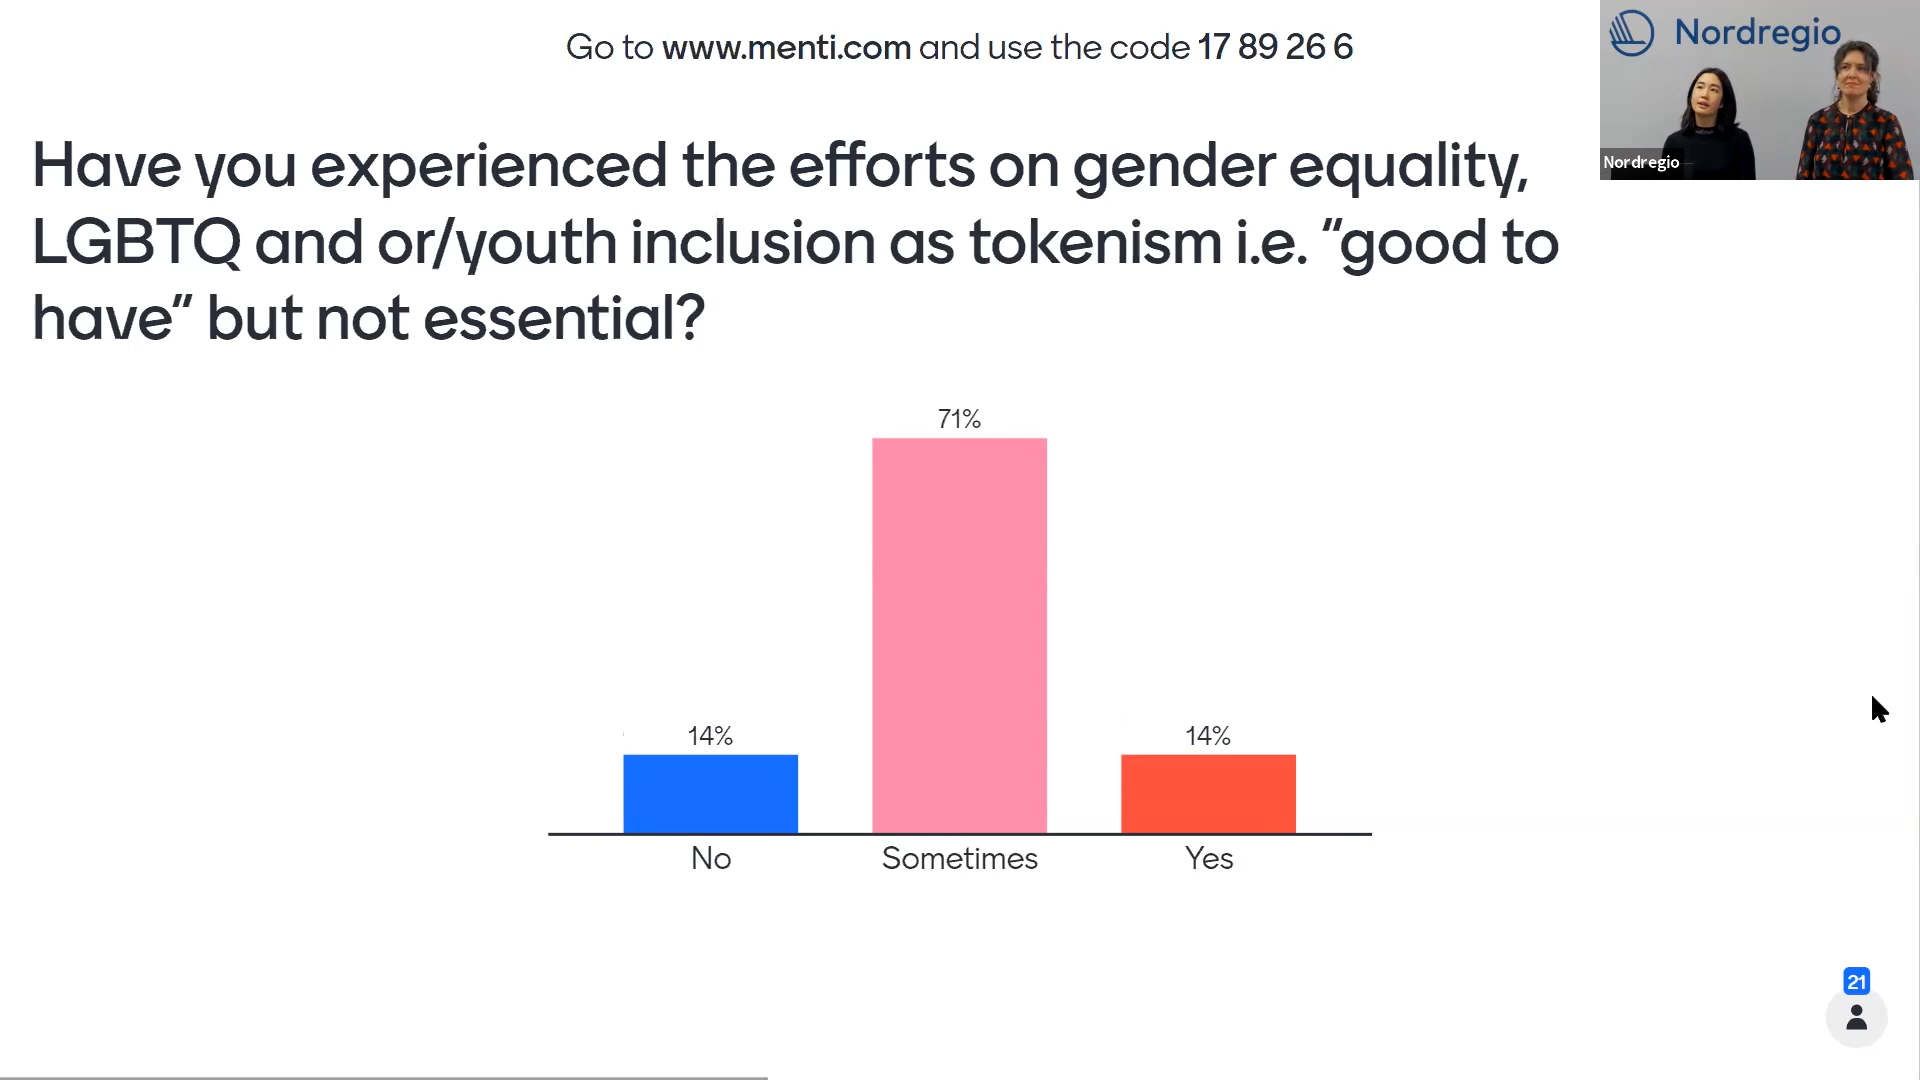 Go to www.menti.com and use the code 17 89 26 6
Nordregio
Nordregio
Have you experienced the efforts on gender equality,
LGBTQ and or/youth inclusion as tokenism i.e. “good to
have” but not essential?
71%
14%
14%
No
Sometimes
Yes
21